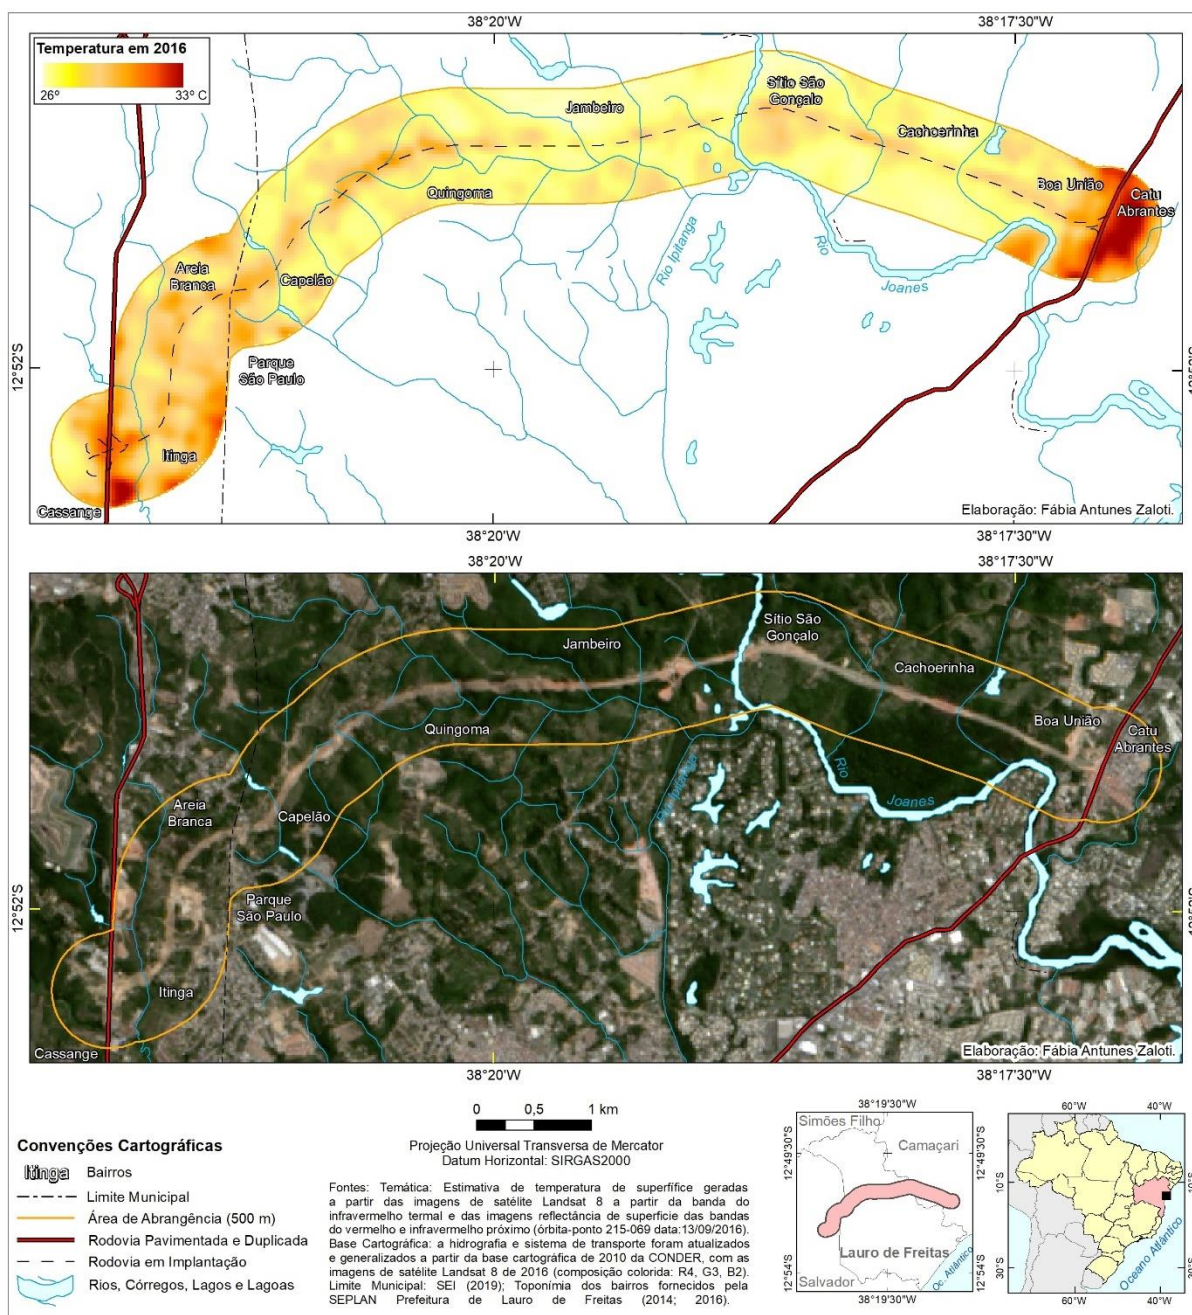 38°20'W
38°17'30"W
Temperatura em 2016
26°
33° C
Sítio São
Gonçalo
Jambeiro
Cachoerinha
Quingoma
Boa União
Catu
Abrantes
Rio Ipitanga
Rio
Joanes
Areia
Branca
Capelão
12°52'S
Parque
São Paulo
Itinga
Cassange
Elaboração: Fábia Antunes Zaloti.
38°20'W
38°17'30"W
38°20'W
38°17'30"W
Sítio São
Gonçalo
Jambeiro
Cachoerinha
Quingoma
Boa União
Catu
Abrantes
Rio
Joanes
Areia
Branca
Capelão
12°52'S
Parque
São Paulo
Itinga
Cassange
Elaboração: Fábia Antunes Zaloti.
38°20'W
38°17'30"W
Convenções Cartográficas
Itinga Bairros
Limite Municipal
Área de Abrangência (500 m)
Rodovia Pavimentada e Duplicada
Rodovia em Implantação
Rios, Córregos, Lagos e Lagoas
0 0,5 1 km
Projeção Universal Transversa de Mercator
Datum Horizontal: SIRGAS2000
Fontes: Temática: Estimativa de temperatura de superffice geradas
a partir das imagens de satélite Landsat 8 a partir da banda do
infravermelho termal e das imagens reflectância de superficie das bandas
do vermelho e infravermelho próximo (órbita-ponto 215-069 data:13/09/2016).
Base Cartográfica: a hidrografia e sistema de transporte foram atualizados
e generalizados a partir da base cartográfica de 2010 da CONDER, com as
imagens de satélite Landsat 8 de 2016 (composição colorida: R4, G3, B2).
Limite Municipal: SEI (2019); Toponímia dos bairros fornecidos pela
SEPLAN Prefeitura de Lauro de Freitas (2014; 2016).
38°19'30"W
Simões Filho
Camaçari
12°49'30"S
12°49'30"S
Lauro de Freitas
Oc. Atlântico
12°54'S
12°54'S
Salvador
38°19'30"W
60°W
40°W
10°S
30°S
Oceano Atlântico
60°W
40°W